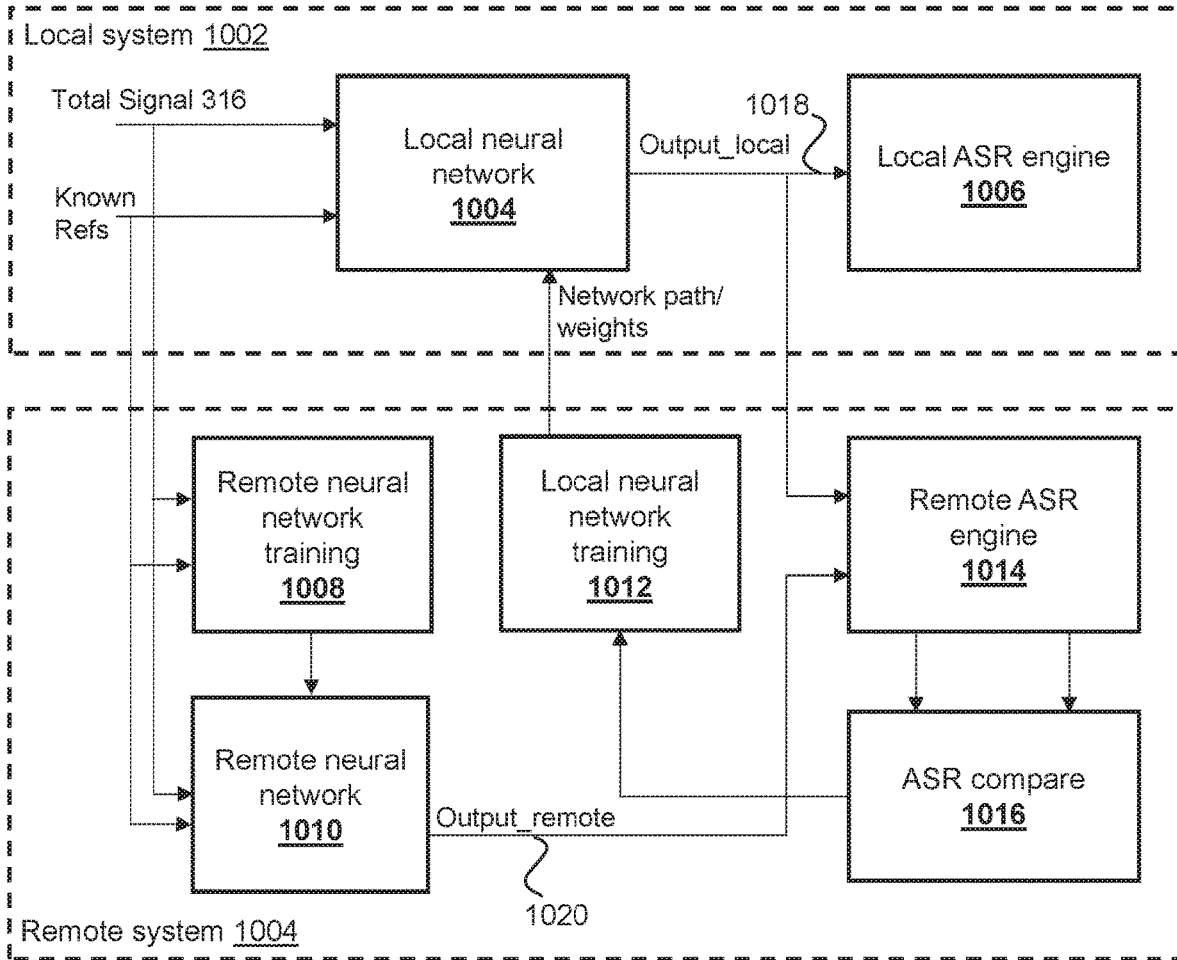 Local system 1002
Total Signal 316
Known
Refs
Local neural
network
1004
Output_local
1018
Local ASR engine
1006
Network path/
weights
Remote neural
network
training
1008
Local neural
network
training
1012
Remote ASR
engine
1014
Remote neural
network
1010
Output_remote
1020
ASR compare
1016
Remote system 1004